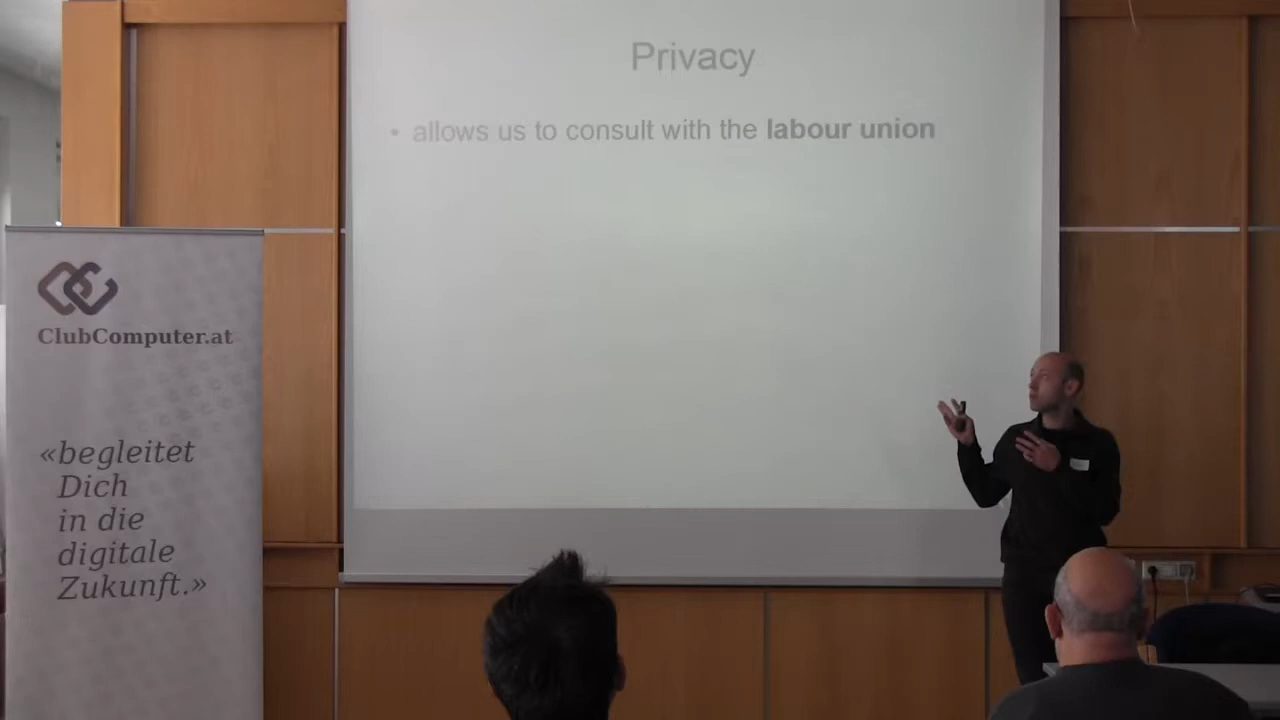 Privacy
• allows us to consult with the labour union
ClubComputer.at
«begleitet
Dich
in die
digitale
Zukunft.»